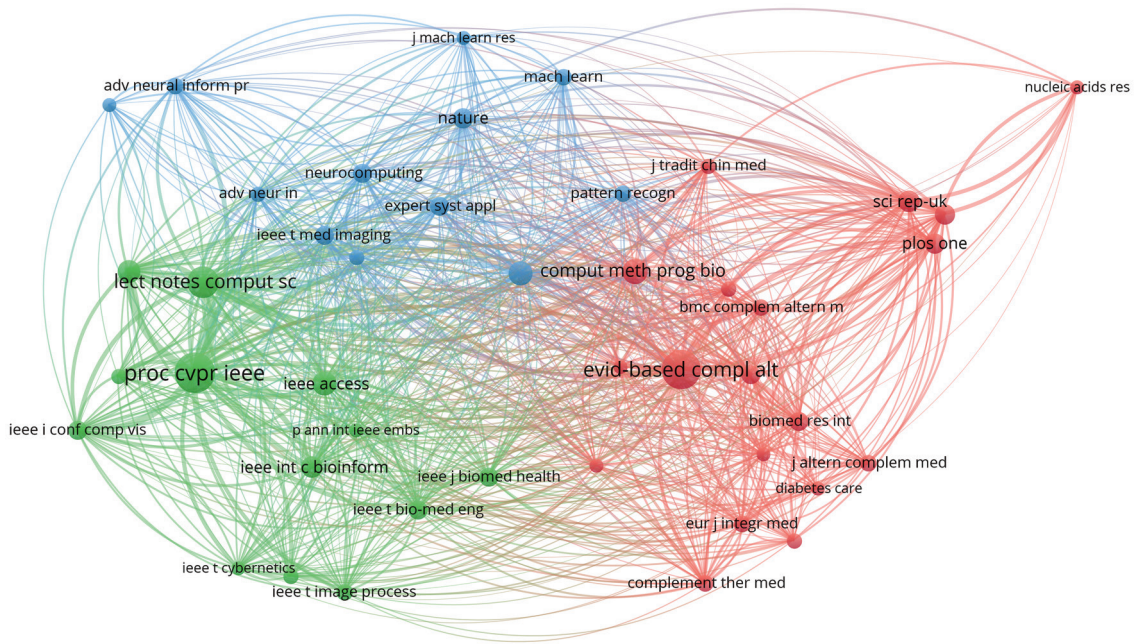 j mach learn res
mach learn
adv neural inform pr
nucleic acids res
nature
j tradit chin med
neurocomputing
adv neur in
pattern recogn
expert syst appl
sci rep-uk
ieee t med imaging
plos one
comput meth prog bio
lect notes comput sc
bmc complem altern m
evid-based compl alt
proc cvpr ieee
ieee access
biomed res int
ieee i conf comp vis
p ann int ieee embs
j altern complem med
ieee int c bioinform
ieee j biomed health
diabetes care
ieee t bio-med eng
eur j integr med
ieee t cybernetics
complement ther med
ieee t image process